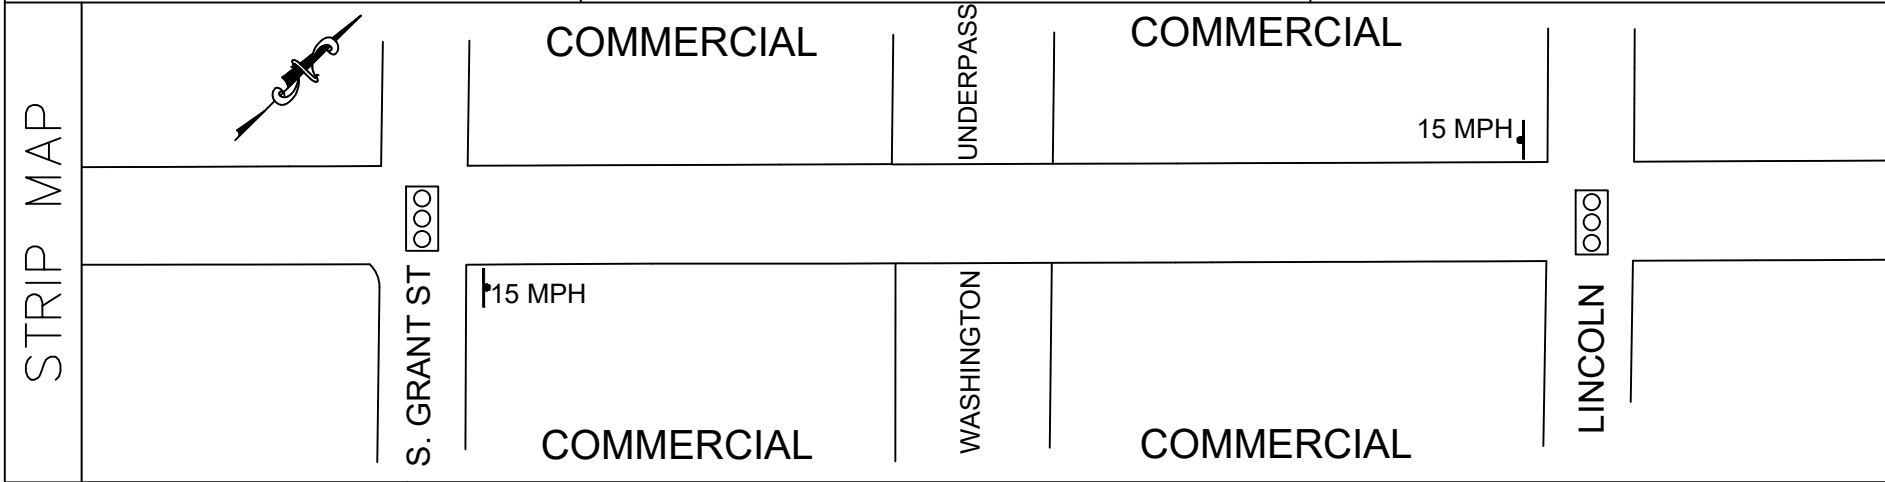 STRIP MAP
COMMERCIAL
UNDERPASS
COMMERCIAL
15 MPH
S. GRANT ST
15 MPH
WASHINGTON
LINCOLN
COMMERCIAL
COMMERCIAL